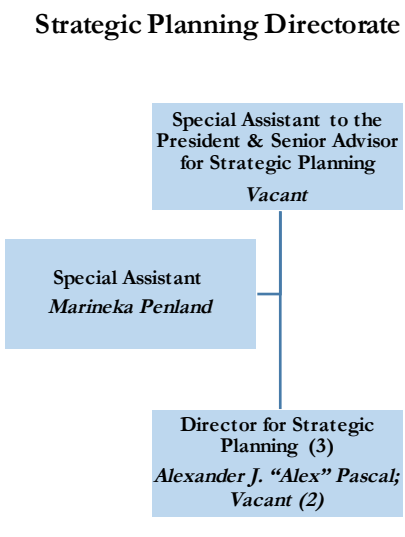 Strategic Planning Directorate
Special Assistant to the
President & Senior Advisor
for Strategic Planning
Vacant
Special Assistant
Marineka Penland
Director for Strategic
Planning (3)
Alexander J. “Alex” Pascal;
Vacant (2)